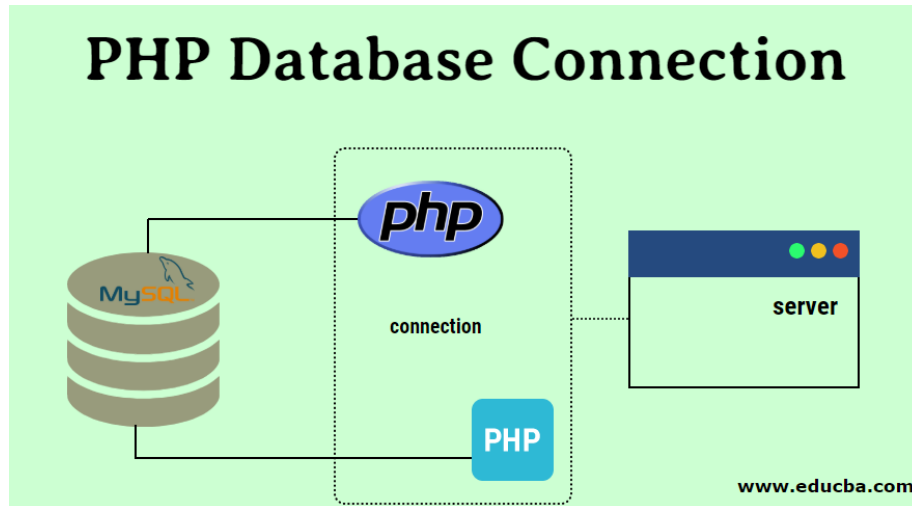 PHP Database Connection
php
MySQL
connection
server
PHP
www.educba.com